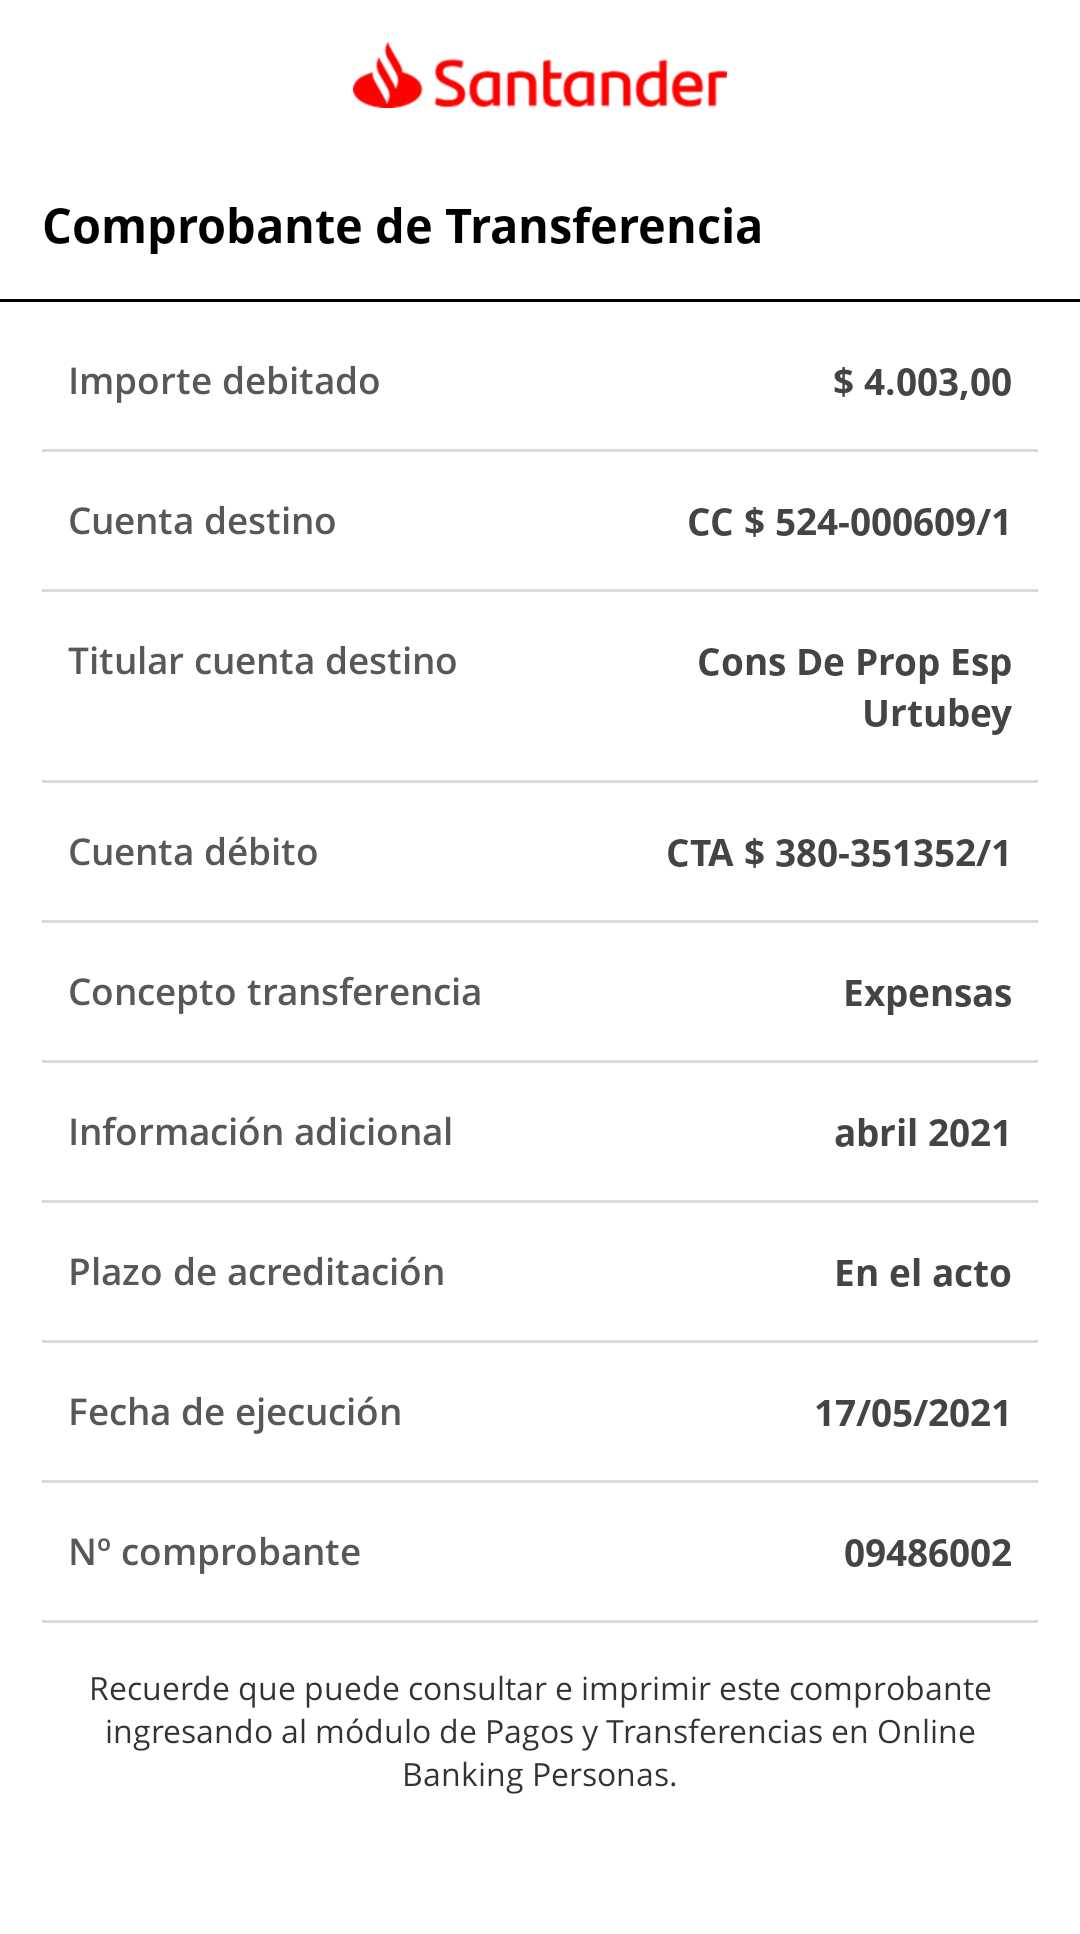 Santander
Comprobante de Transferencia
Importe debitado $ 4.003,00
Cuenta destino CC $ 524-000609/1
Titular cuenta destino Cons De Prop Esp
Urtubey
Cuenta débito CTA $ 380-351352/1
Concepto transferencia Expensas
Información adicional abril 2021
Plazo de acreditación En el acto
Fecha de ejecución 17/05/2021
Nº comprobante 09486002
Recuerde que puede consultar e imprimir este comprobante
ingresando al módulo de Pagos y Transferencias en Online
Banking Personas.